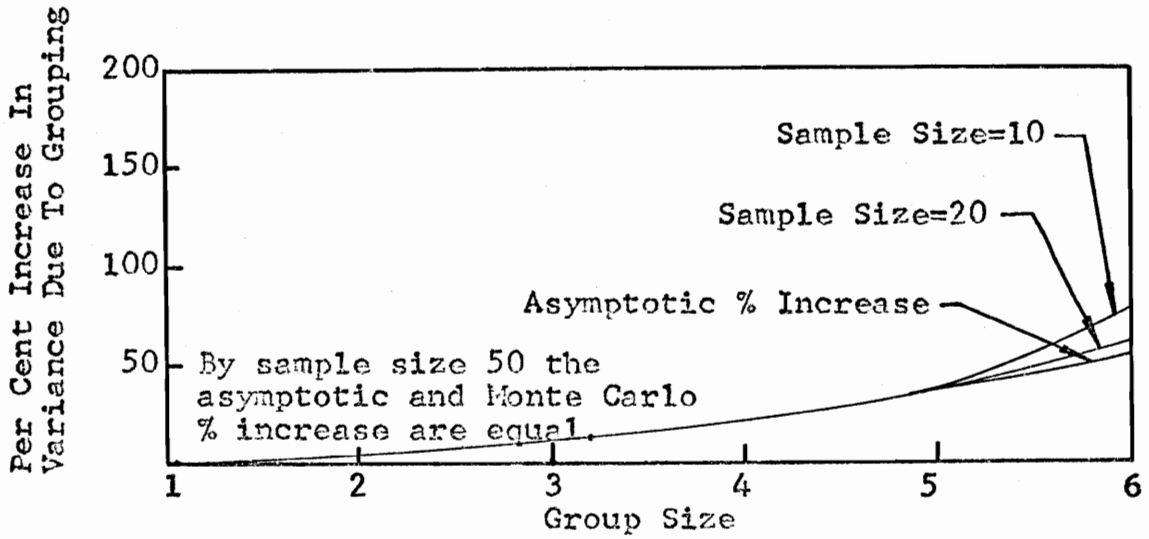 Per Cent Increase In
Variance Due To Grouping
200
150
100
50
Sample Size=10
Sample Size=20
Asymptotic % Increase
By sample size 50 the
asymptotic and Monte Carlo
% increase are equal.
1 2 3 4 5 6
Group Size